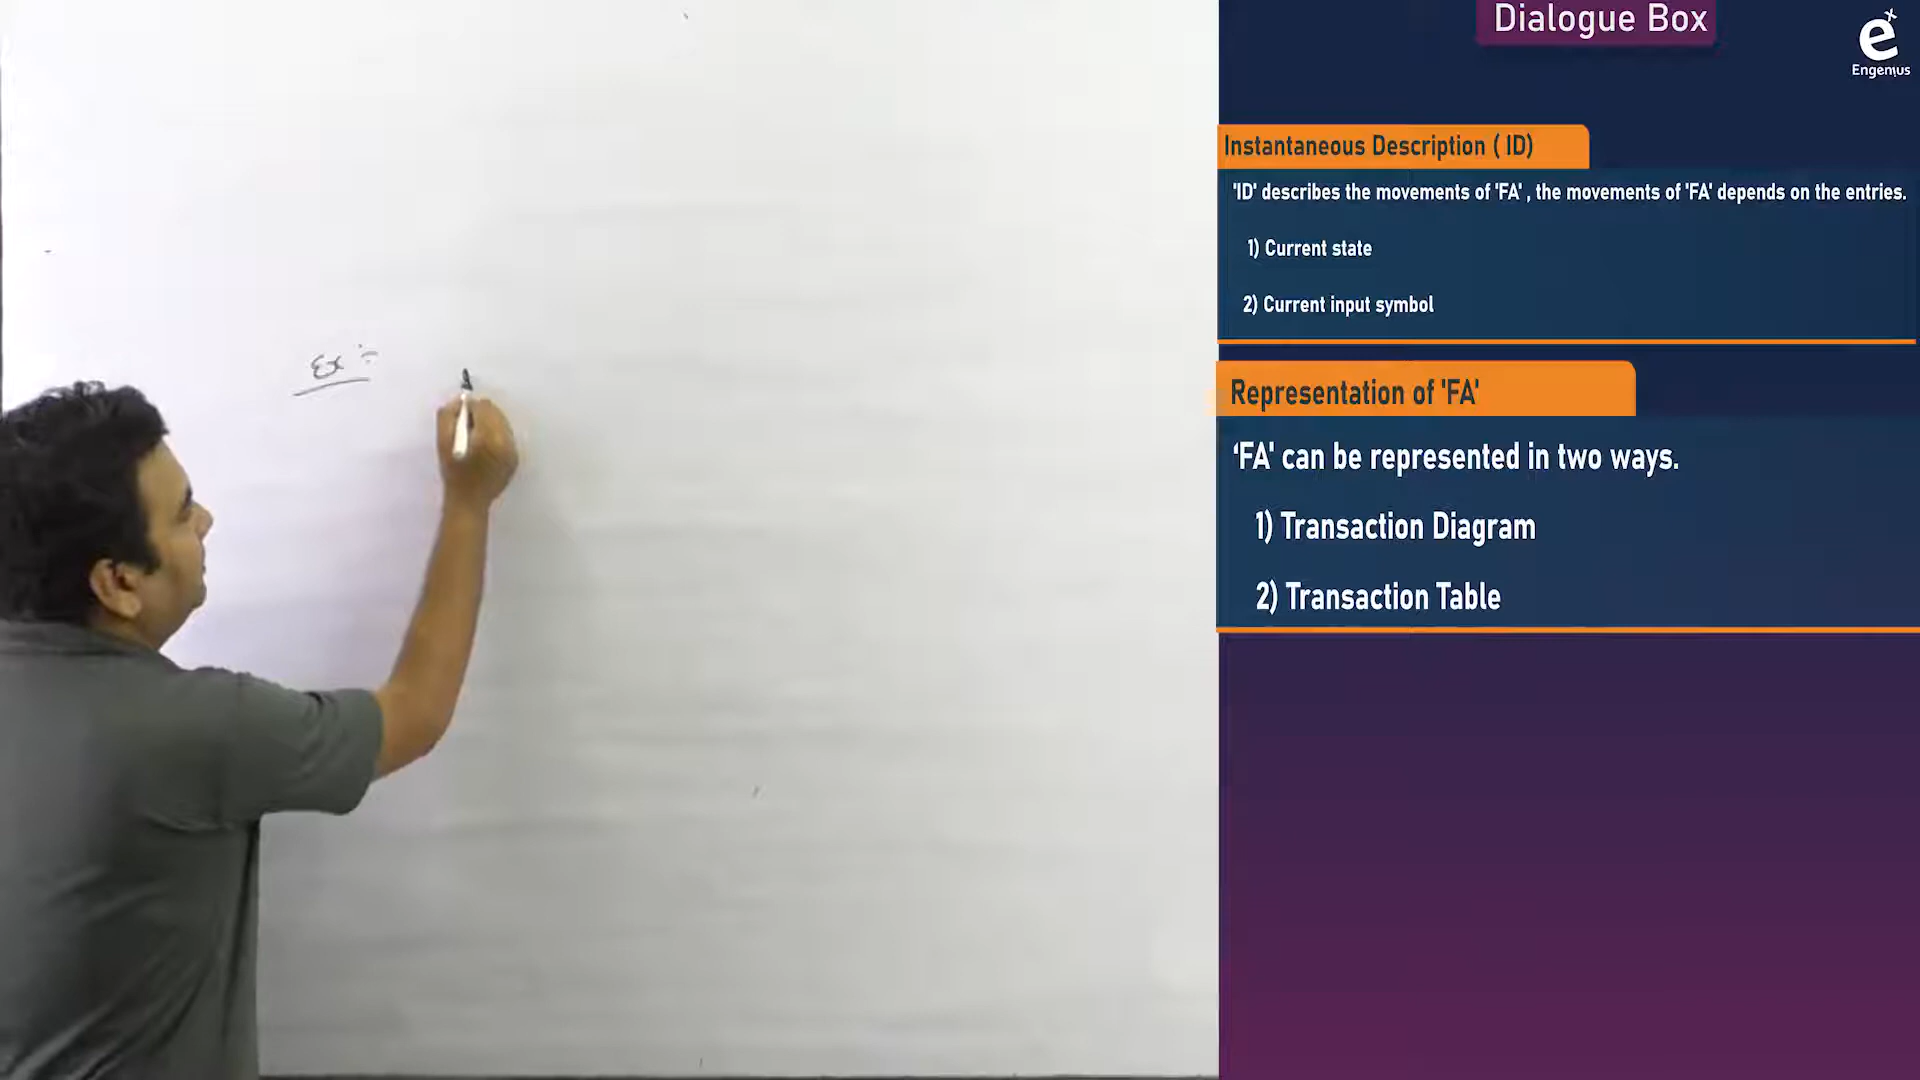 Ex :-
Dialogue Box
ex
Engenius
Instantaneous Description ( ID)
'ID' describes the movements of 'FA' , the movements of 'FA' depends on the entries.
1) Current state
2) Current input symbol
Representation of 'FA'
'FA' can be represented in two ways.
1) Transaction Diagram
2) Transaction Table